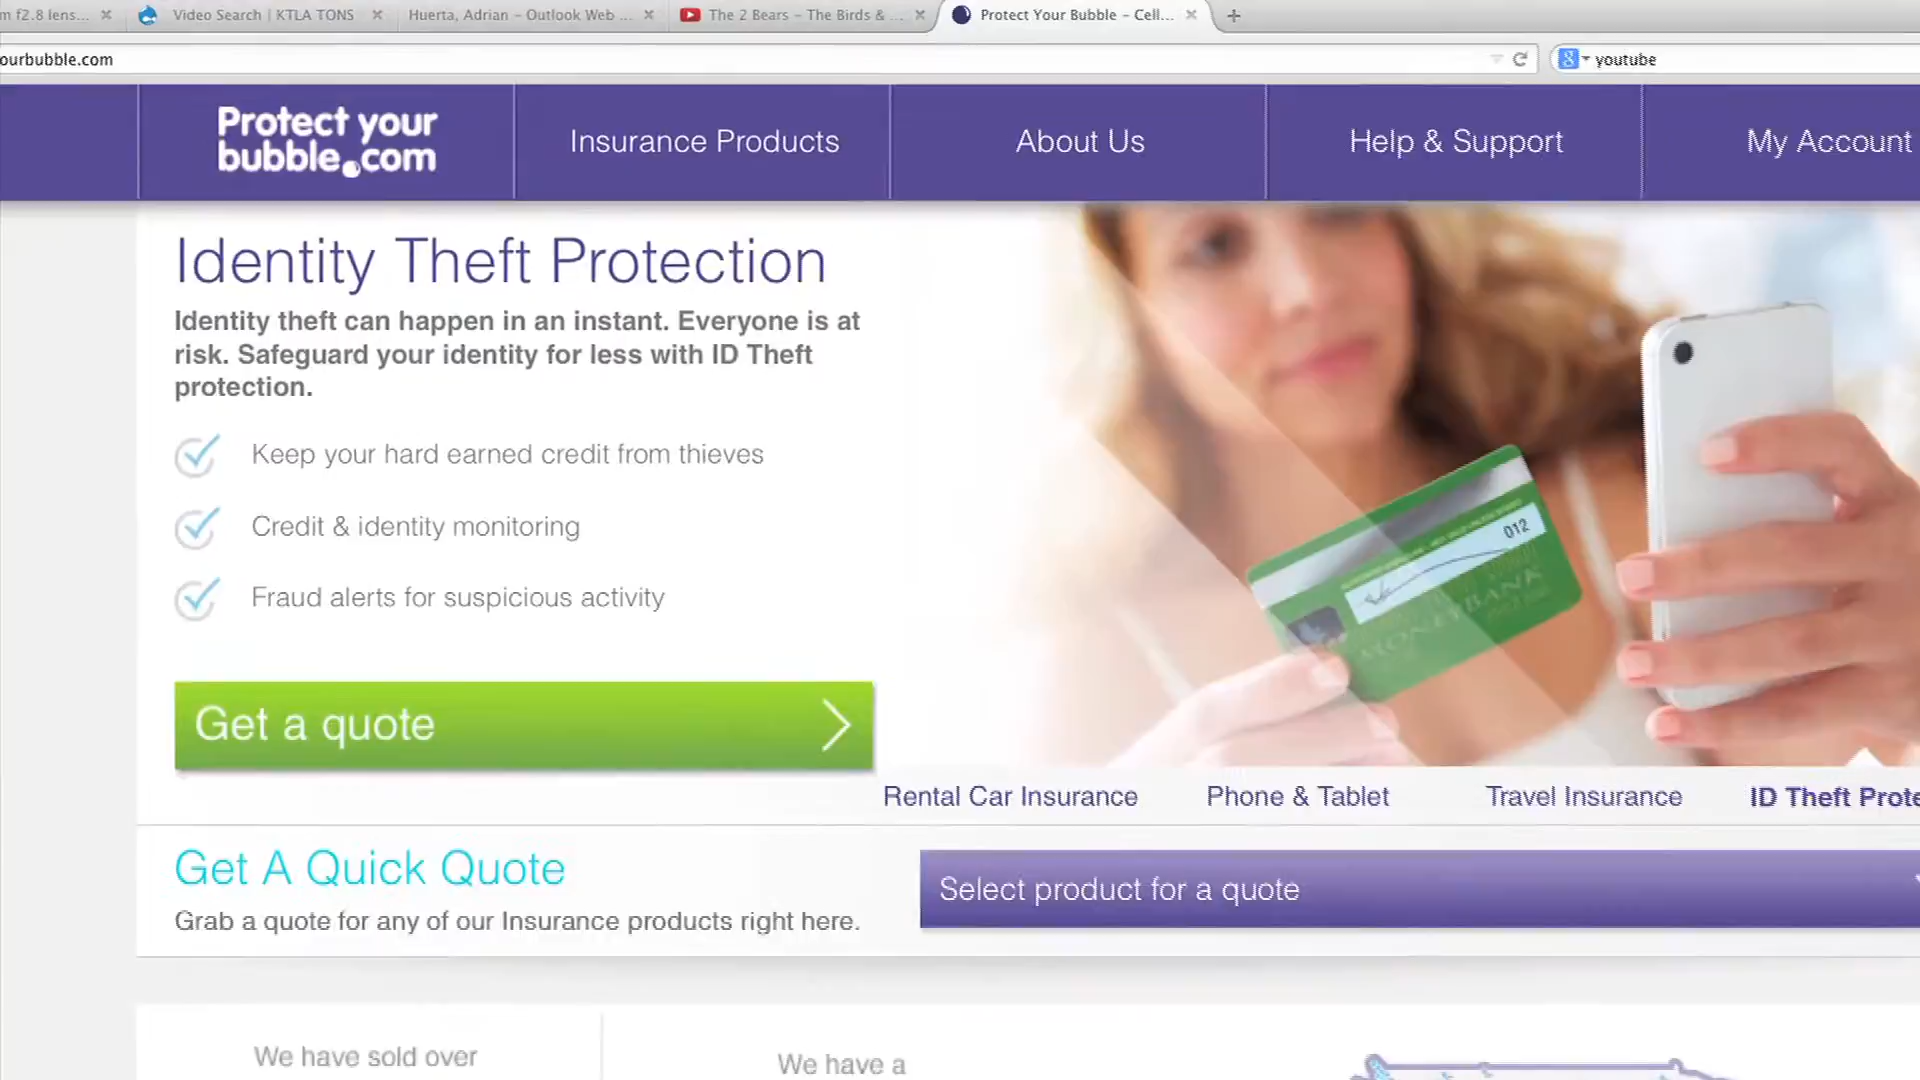 m f2.8 lens...
Video Search | KTLA TONS
Huerta, Adrian – Outlook Web ...
The 2 Bears – The Birds & ...
Protect Your Bubble – Cell...
ourbubble.com
youtube
Protect your
bubble.com
Insurance Products
About Us
Help & Support
My Account
Identity Theft Protection
Identity theft can happen in an instant. Everyone is at
risk. Safeguard your identity for less with ID Theft
protection.
Keep your hard earned credit from thieves
Credit & identity monitoring
Fraud alerts for suspicious activity
012
MONEYBANK
Get a quote
Rental Car Insurance
Phone & Tablet
Travel Insurance
ID Theft Prote
Get A Quick Quote
Grab a quote for any of our Insurance products right here.
Select product for a quote
We have sold over
We have a